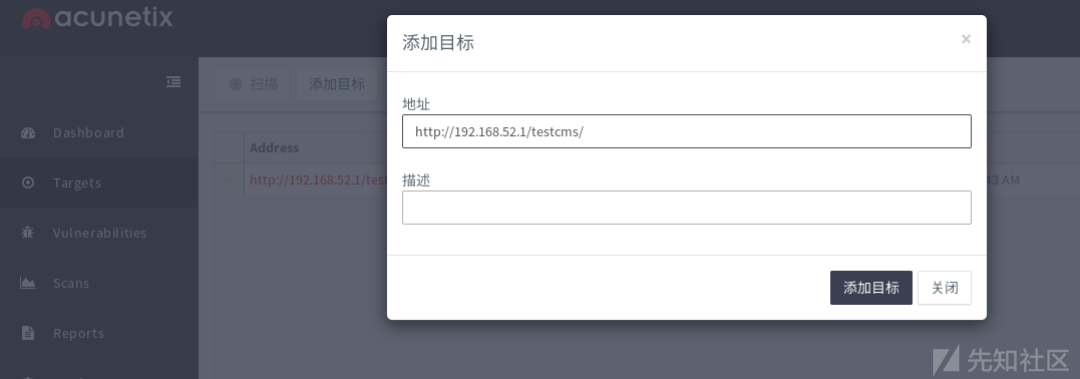 acunetix
添加目标
×
扫描
添加目标
地址
http://192.168.52.1/testcms/
Dashboard
Address
Targets
http://192.168.52.1/test
43 AM
描述
Vulnerabilities
Scans
添加目标
关闭
Reports
先知社区